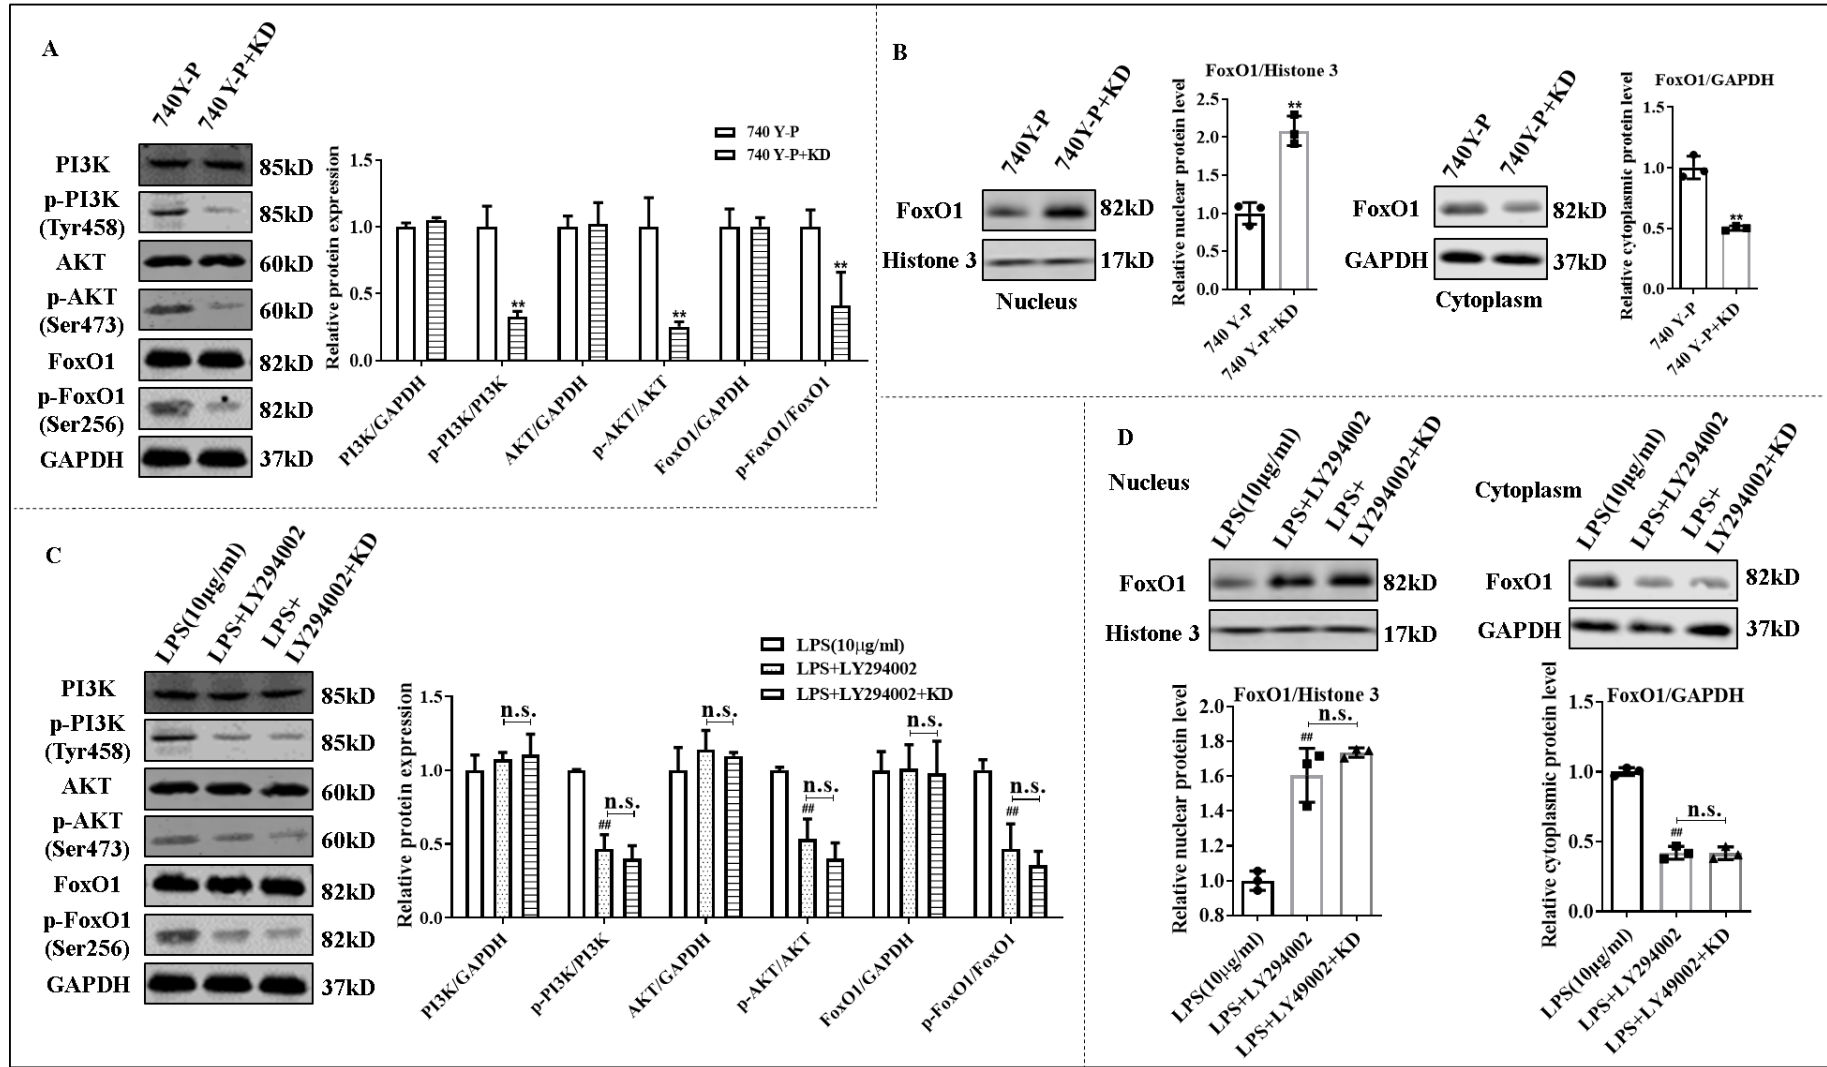 A
740Y-P
740 Y-P+KD
PI3K 85kD
p-PI3K
(Tyr458) 85kD
AKT 60kD
p-AKT
(Ser473) 60kD
FoxO1 82kD
p-FoxO1
(Ser256) 82kD
GAPDH 37kD
740 Y-P
740 Y-P+KD
Relative protein expression
1.5
1.0
0.5
0.0
**
**
**
PI3K/GAPDH
p-PI3K/PI3K
AKT/GAPDH
p-AKT/AKT
FoxO1/GAPDH
p-FoxO1/FoxO1
B
740Y-P
740Y-P+KD
FoxO1 82kD
Histone 3 17kD
Nucleus
FoxO1/Histone 3
Relative nuclear protein level
2.5
2.0
1.5
1.0
0.5
0.0
**
740 Y-P
740 Y-P+KD
740Y-P
740Y-P+KD
FoxO1 82kD
GAPDH 37kD
Cytoplasm
FoxO1/GAPDH
Relative cytoplasmic protein level
1.5
1.0
0.5
0.0
**
740 Y-P
740 Y-P+KD
C
LPS(10μg/ml)
LPS+LY294002
LPS+
LY294002+KD
PI3K 85kD
p-PI3K
(Tyr458) 85kD
AKT 60kD
p-AKT
(Ser473) 60kD
FoxO1 82kD
p-FoxO1
(Ser256) 82kD
GAPDH 37kD
LPS(10μg/ml)
LPS+LY294002
LPS+LY294002+KD
Relative protein expression
1.5
1.0
0.5
0.0
n.s.
n.s.
##
n.s.
n.s.
##
n.s.
n.s.
##
PI3K/GAPDH
p-PI3K/PI3K
AKT/GAPDH
p-AKT/AKT
FoxO1/GAPDH
p-FoxO1/FoxO1
D
Nucleus
LPS(10μg/ml)
LPS+LY294002
LPS+
LY294002+KD
FoxO1 82kD
Histone 3 17kD
FoxO1/Histone 3
Relative nuclear protein level
2.0
1.8
1.6
1.4
1.2
1.0
0.8
n.s.
##
LPS(10μg/ml)
LPS+LY294002
LPS+LY49002+KD
Cytoplasm
LPS(10μg/ml)
LPS+LY294002
LPS+
LY294002+KD
FoxO1 82kD
GAPDH 37kD
FoxO1/GAPDH
Relative cytoplasmic protein level
1.5
1.0
0.5
0.0
n.s.
##
LPS(10μg/ml)
LPS+LY294002
LPS+LY49002+KD